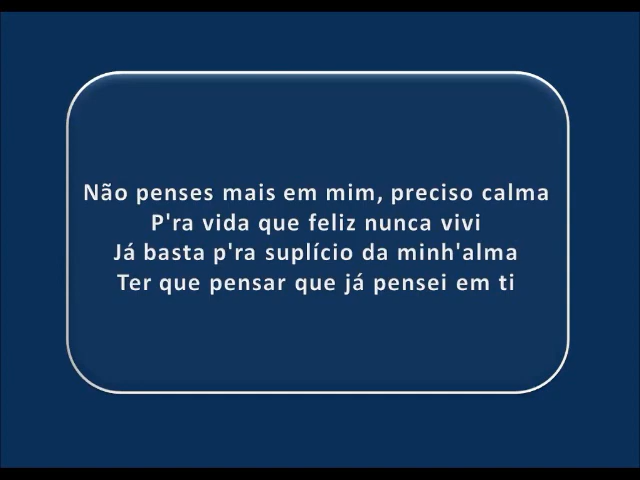 Não penses mais em mim, preciso calma
P'ra vida que feliz nunca vivi
Já basta p'ra suplício da minh'alma
Ter que pensar que já pensei em ti